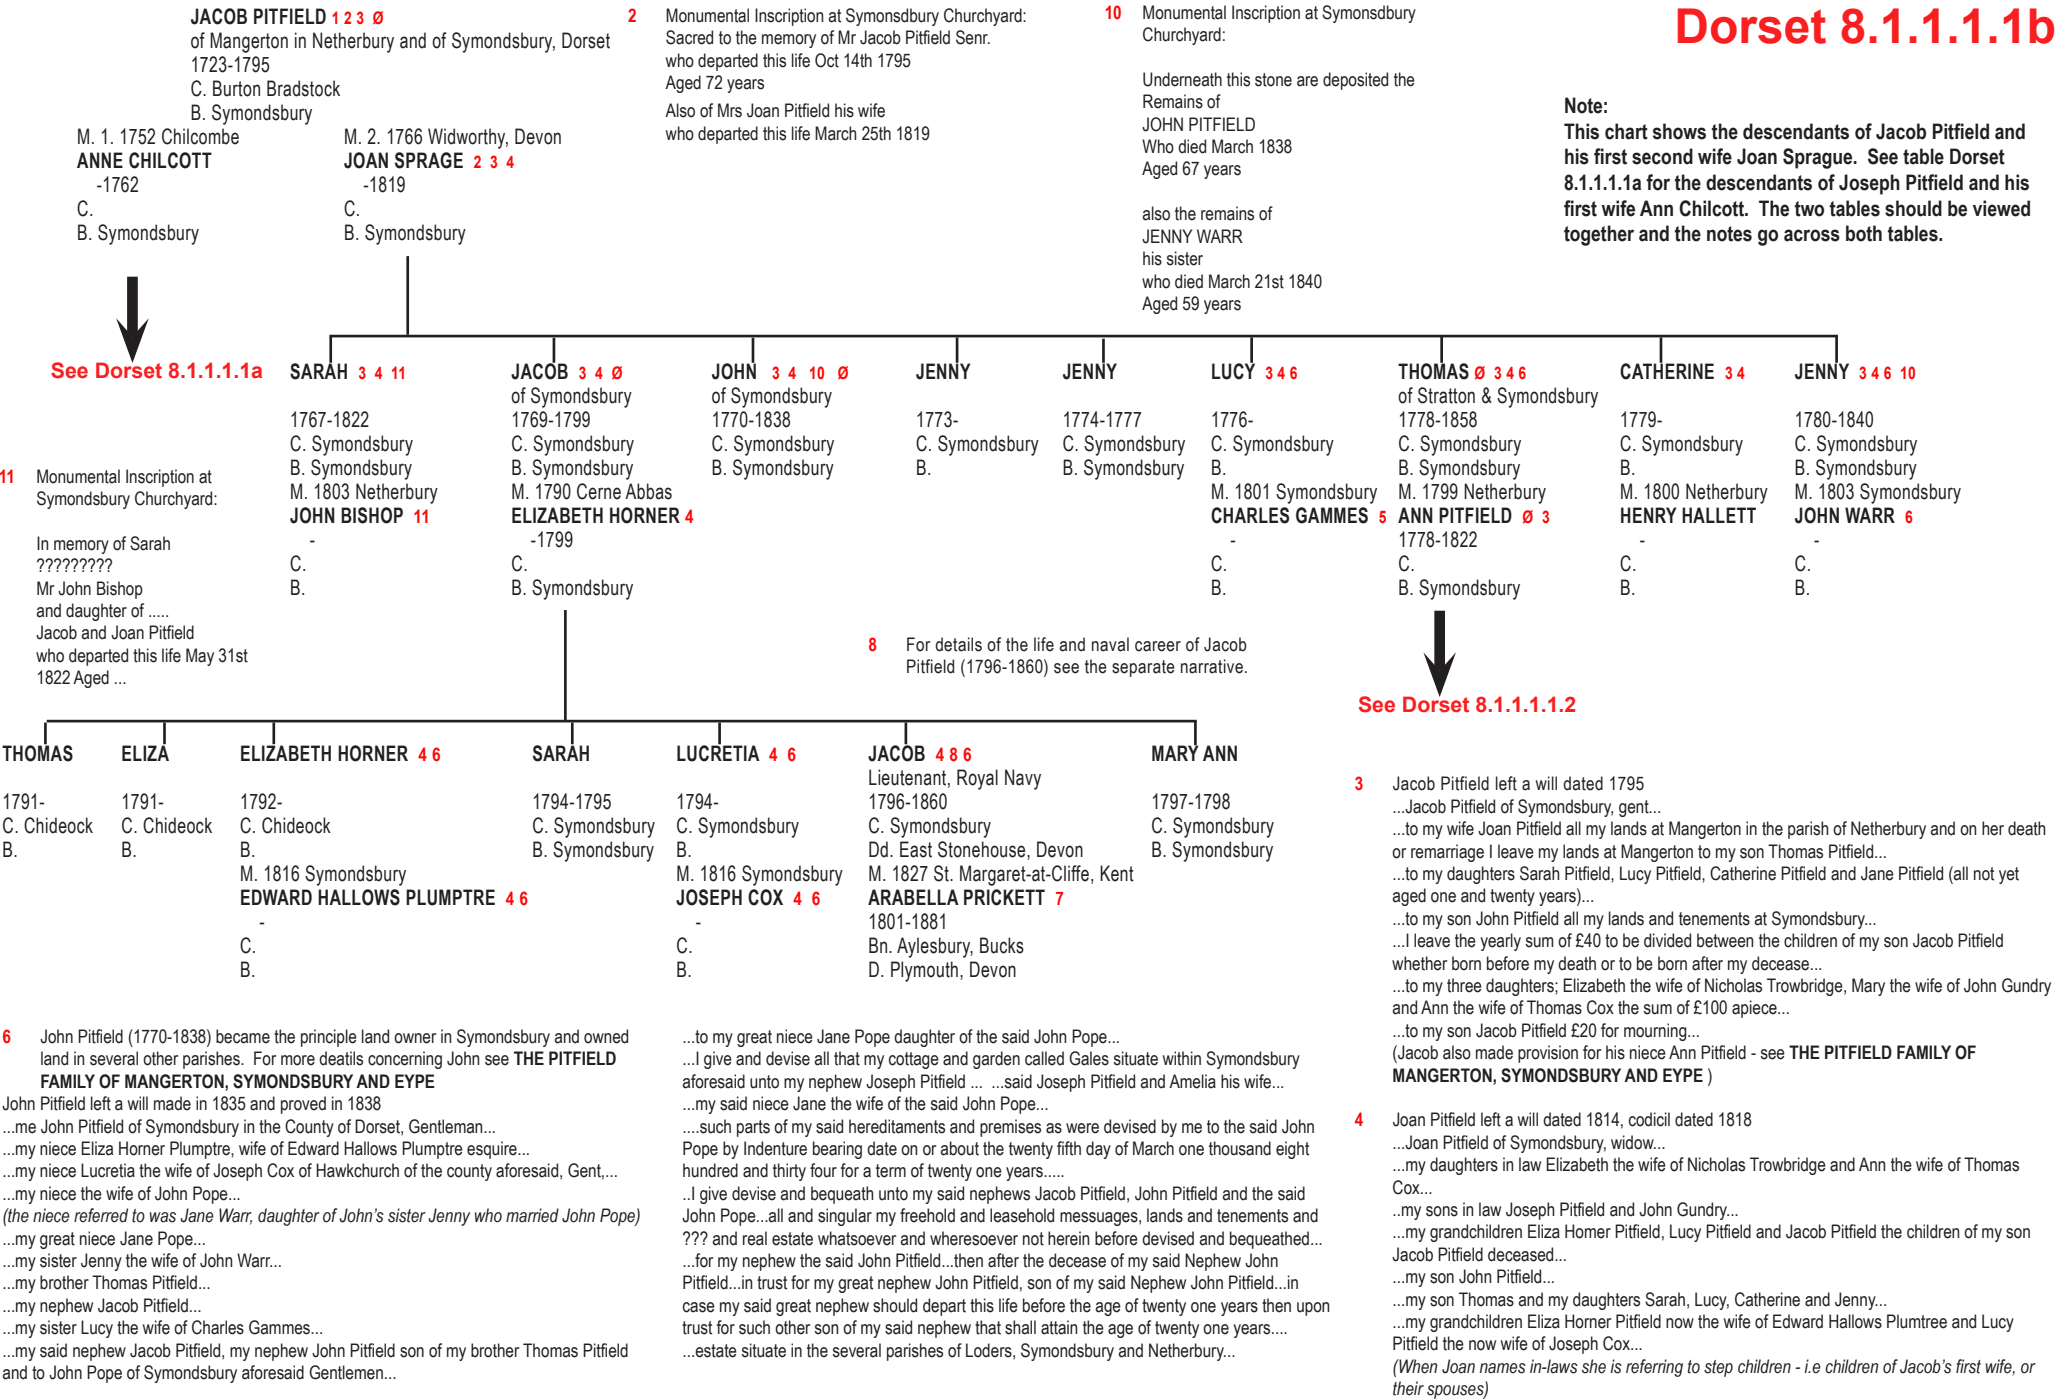 Dorset 8.1.1.1.1b
JACOB PITFIELD 1 2 3 Ø
of Mangerton in Netherbury and of Symondsbury, Dorset
1723-1795
C. Burton Bradstock
B. Symondsbury
M. 1. 1752 Chilcombe
ANNE CHILCOTT
-1762
C.
B. Symondsbury
M. 2. 1766 Widworthy, Devon
JOAN SPRAGE 2 3 4
-1819
C.
B. Symondsbury
2 Monumental Inscription at Symonsdbury Churchyard:
Sacred to the memory of Mr Jacob Pitfield Senr.
who departed this life Oct 14th 1795
Aged 72 years
Also of Mrs Joan Pitfield his wife
who departed this life March 25th 1819
10 Monumental Inscription at Symonsdbury
Churchyard:
Underneath this stone are deposited the
Remains of
JOHN PITFIELD
Who died March 1838
Aged 67 years
also the remains of
JENNY WARR
his sister
who died March 21st 1840
Aged 59 years
Note:
This chart shows the descendants of Jacob Pitfield and
his first second wife Joan Sprague. See table Dorset
8.1.1.1.1a for the descendants of Joseph Pitfield and his
first wife Ann Chilcott. The two tables should be viewed
together and the notes go across both tables.
See Dorset 8.1.1.1.1a
SARAH 3 4 11
1767-1822
C. Symondsbury
B. Symondsbury
M. 1803 Netherbury
JOHN BISHOP 11
-
C.
B.
JACOB 3 4 Ø
of Symondsbury
1769-1799
C. Symondsbury
B. Symondsbury
M. 1790 Cerne Abbas
ELIZABETH HORNER 4
-1799
C.
B. Symondsbury
JOHN 3 4 10 Ø
of Symondsbury
1770-1838
C. Symondsbury
B. Symondsbury
JENNY
1773-
C. Symondsbury
B.
JENNY
1774-1777
C. Symondsbury
B. Symondsbury
LUCY 3 4 6
1776-
C. Symondsbury
B.
M. 1801 Symondsbury
CHARLES GAMMES 5
-
C.
B.
THOMAS Ø 3 4 6
of Stratton & Symondsbury
1778-1858
C. Symondsbury
B. Symondsbury
M. 1799 Netherbury
ANN PITFIELD Ø 3
1778-1822
C.
B. Symondsbury
CATHERINE 3 4
1779-
C. Symondsbury
B.
M. 1800 Netherbury
HENRY HALLETT
-
C.
B.
JENNY 3 4 6 10
1780-1840
C. Symondsbury
B. Symondsbury
M. 1803 Symondsbury
JOHN WARR 6
-
C.
B.
11 Monumental Inscription at
Symondsbury Churchyard:
In memory of Sarah
?????????
Mr John Bishop
and daughter of .....
Jacob and Joan Pitfield
who departed this life May 31st
1822 Aged ...
8 For details of the life and naval career of Jacob
Pitfield (1796-1860) see the separate narrative.
See Dorset 8.1.1.1.1.2
THOMAS
1791-
C. Chideock
B.
ELIZA
1791-
C. Chideock
B.
ELIZABETH HORNER 4 6
1792-
C. Chideock
B.
M. 1816 Symondsbury
EDWARD HALLOWS PLUMPTRE 4 6
-
C.
B.
SARAH
1794-1795
C. Symondsbury
B. Symondsbury
LUCRETIA 4 6
1794-
C. Symondsbury
B.
M. 1816 Symondsbury
JOSEPH COX 4 6
-
C.
B.
JACOB 4 8 6
Lieutenant, Royal Navy
1796-1860
C. Symondsbury
Dd. East Stonehouse, Devon
M. 1827 St. Margaret-at-Cliffe, Kent
ARABELLA PRICKETT 7
1801-1881
Bn. Aylesbury, Bucks
D. Plymouth, Devon
MARY ANN
1797-1798
C. Symondsbury
B. Symondsbury
3 Jacob Pitfield left a will dated 1795
...Jacob Pitfield of Symondsbury, gent...
...to my wife Joan Pitfield all my lands at Mangerton in the parish of Netherbury and on her death
or remarriage I leave my lands at Mangerton to my son Thomas Pitfield...
...to my daughters Sarah Pitfield, Lucy Pitfield, Catherine Pitfield and Jane Pitfield (all not yet
aged one and twenty years)...
...to my son John Pitfield all my lands and tenements at Symondsbury...
...I leave the yearly sum of £40 to be divided between the children of my son Jacob Pitfield
whether born before my death or to be born after my decease...
...to my three daughters; Elizabeth the wife of Nicholas Trowbridge, Mary the wife of John Gundry
and Ann the wife of Thomas Cox the sum of £100 apiece...
...to my son Jacob Pitfield £20 for mourning...
(Jacob also made provision for his niece Ann Pitfield - see THE PITFIELD FAMILY OF
MANGERTON, SYMONDSBURY AND EYPE )
4 Joan Pitfield left a will dated 1814, codicil dated 1818
...Joan Pitfield of Symondsbury, widow...
...my daughters in law Elizabeth the wife of Nicholas Trowbridge and Ann the wife of Thomas
Cox...
..my sons in law Joseph Pitfield and John Gundry...
...my grandchildren Eliza Homer Pitfield, Lucy Pitfield and Jacob Pitfield the children of my son
Jacob Pitfield deceased...
...my son John Pitfield...
...my son Thomas and my daughters Sarah, Lucy, Catherine and Jenny...
...my grandchildren Eliza Horner Pitfield now the wife of Edward Hallows Plumtree and Lucy
Pitfield the now wife of Joseph Cox...
(When Joan names in-laws she is referring to step children - i.e children of Jacob's first wife, or
their spouses)
6 John Pitfield (1770-1838) became the principle land owner in Symondsbury and owned
land in several other parishes. For more deatils concerning John see THE PITFIELD
FAMILY OF MANGERTON, SYMONDSBURY AND EYPE
John Pitfield left a will made in 1835 and proved in 1838
...me John Pitfield of Symondsbury in the County of Dorset, Gentleman...
...my niece Eliza Horner Plumptre, wife of Edward Hallows Plumptre esquire...
...my niece Lucretia the wife of Joseph Cox of Hawkchurch of the county aforesaid, Gent,...
...my niece the wife of John Pope...
(the niece referred to was Jane Warr, daughter of John's sister Jenny who married John Pope)
...my great niece Jane Pope...
...my sister Jenny the wife of John Warr...
...my brother Thomas Pitfield...
...my nephew Jacob Pitfield...
...my sister Lucy the wife of Charles Gammes...
...my said nephew Jacob Pitfield, my nephew John Pitfield son of my brother Thomas Pitfield
and to John Pope of Symondsbury aforesaid Gentlemen...
...to my great niece Jane Pope daughter of the said John Pope...
...I give and devise all that my cottage and garden called Gales situate within Symondsbury
aforesaid unto my nephew Joseph Pitfield ... ...said Joseph Pitfield and Amelia his wife...
...my said niece Jane the wife of the said John Pope...
....such parts of my said hereditaments and premises as were devised by me to the said John
Pope by Indenture bearing date on or about the twenty fifth day of March one thousand eight
hundred and thirty four for a term of twenty one years.....
..I give devise and bequeath unto my said nephews Jacob Pitfield, John Pitfield and the said
John Pope...all and singular my freehold and leasehold messuages, lands and tenements and
??? and real estate whatsoever and wheresoever not herein before devised and bequeathed...
...for my nephew the said John Pitfield...then after the decease of my said Nephew John
Pitfield...in trust for my great nephew John Pitfield, son of my said Nephew John Pitfield...in
case my said great nephew should depart this life before the age of twenty one years then upon
trust for such other son of my said nephew that shall attain the age of twenty one years....
...estate situate in the several parishes of Loders, Symondsbury and Netherbury...